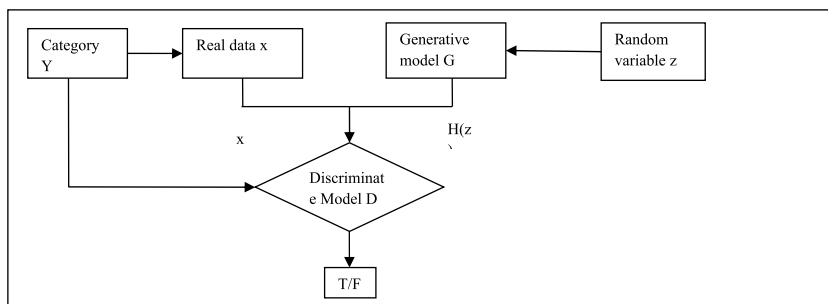 Category
Y
Real data x
Generative
model G
Random
variable z
x
H(z
Discriminat
e Model D
T/F